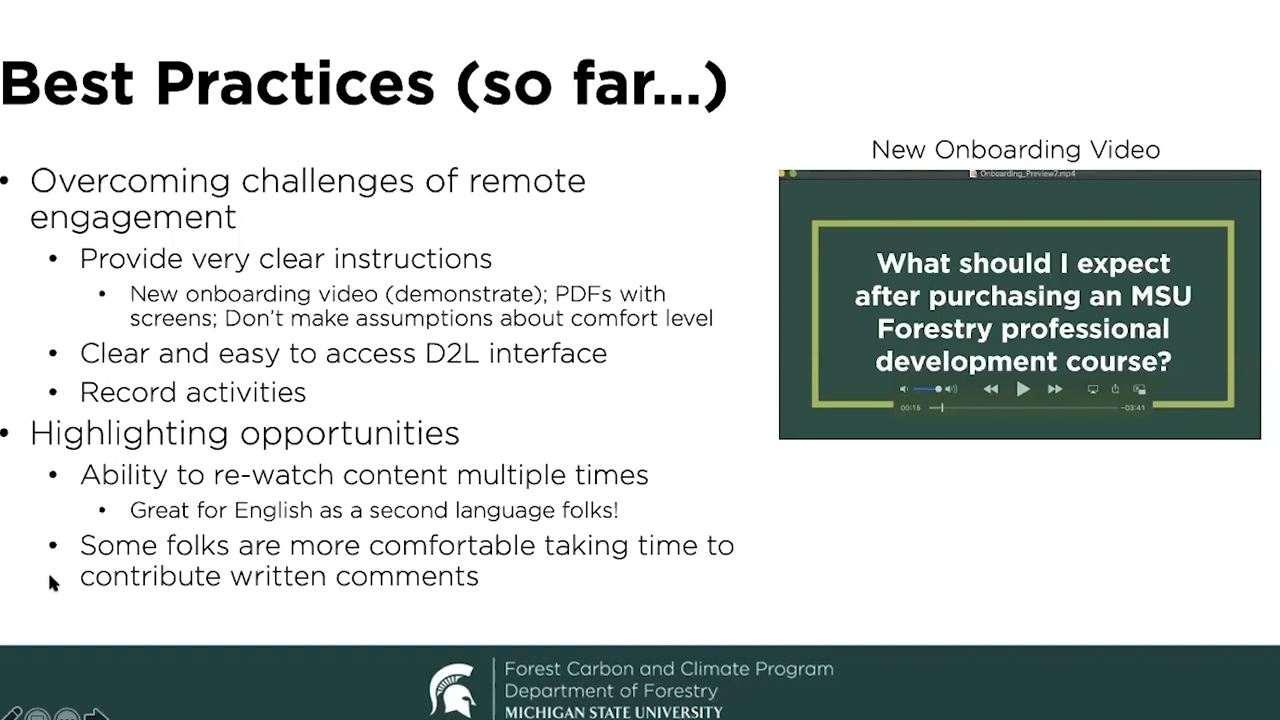 Best Practices (so far...)
• Overcoming challenges of remote
engagement
• Provide very clear instructions
• New onboarding video (demonstrate); PDFs with
screens; Don't make assumptions about comfort level
• Clear and easy to access D2L interface
• Record activities
• Highlighting opportunities
• Ability to re-watch content multiple times
• Great for English as a second language folks!
• Some folks are more comfortable taking time to
contribute written comments
New Onboarding Video
Onboarding_Preview7.mp4
What should I expect
after purchasing an MSU
Forestry professional
development course?
00:15
-03:41
Forest Carbon and Climate Program
Department of Forestry
MICHIGAN STATE UNIVERSITY